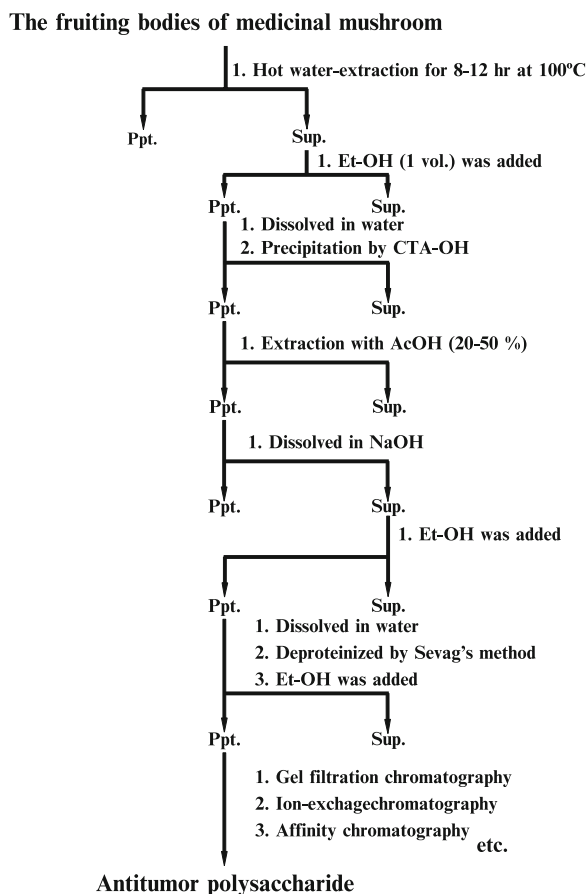 The fruiting bodies of medicinal mushroom
1. Hot water-extraction for 8-12 hr at 100ºC
Ppt. Sup.
1. Et-OH (1 vol.) was added
Ppt. Sup.
1. Dissolved in water
2. Precipitation by CTA-OH
Ppt. Sup.
1. Extraction with AcOH (20-50 %)
Ppt. Sup.
1. Dissolved in NaOH
Ppt. Sup.
1. Et-OH was added
Ppt. Sup.
1. Dissolved in water
2. Deproteinized by Sevag's method
3. Et-OH was added
Ppt. Sup.
1. Gel filtration chromatography
2. Ion-exchagechromatography
3. Affinity chromatography
etc.
Antitumor polysaccharide